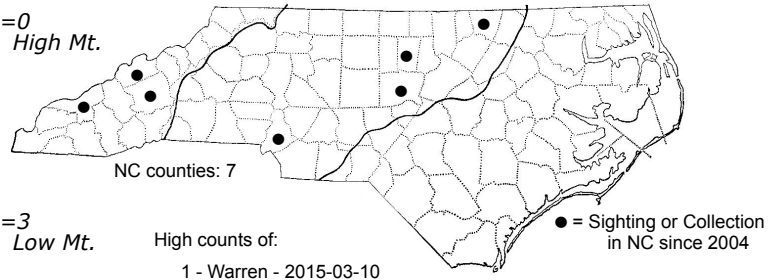 =0
High Mt.
NC counties: 7
=3
Low Mt.
High counts of:
1 - Warren - 2015-03-10
= Sighting or Collection
in NC since 2004